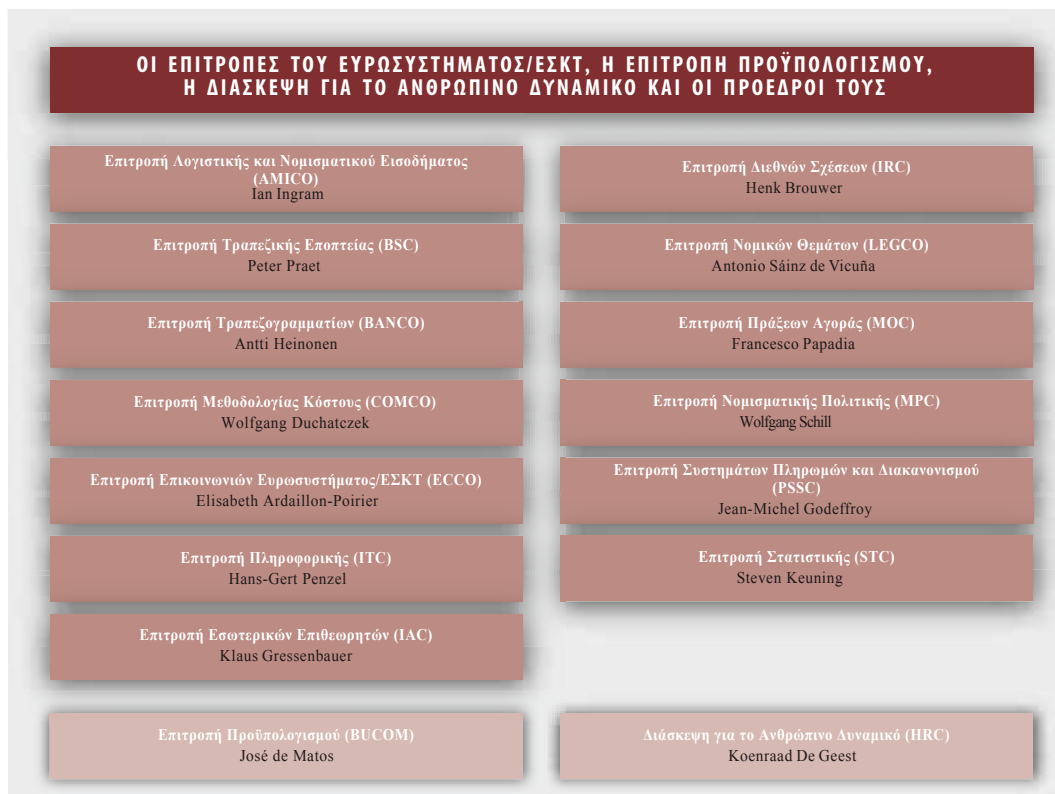 ΟΙ ΕΠΙΤΡΟΠΕΣ ΤΟΥ ΕΥΡΩΣΥΣΤΗΜΑΤΟΣ/ΕΣΚΤ, Η ΕΠΙΤΡΟΠΗ ΠΡΟΫΠΟΛΟΓΙΣΜΟΥ,
Η ΔΙΑΣΚΕΨΗ ΓΙΑ ΤΟ ΑΝΘΡΩΠΙΝΟ ΔΥΝΑΜΙΚΟ ΚΑΙ ΟΙ ΠΡΟΕΔΡΟΙ ΤΟΥΣ
Επιτροπή Λογιστικής και Νομισματικού Εισοδήματος
(AMICO)
Ian Ingram
Επιτροπή Τραπεζικής Εποπτείας (BSC)
Peter Praet
Επιτροπή Τραπεζογραμματίων (BANCO)
Antti Heinonen
Επιτροπή Μεθοδολογίας Κόστους (COMCO)
Wolfgang Duchatczek
Επιτροπή Επικοινωνιών Ευρωσυστήματος/ΕΣΚΤ (ECCO)
Elisabeth Ardaillon-Poirier
Επιτροπή Πληροφορικής (ITC)
Hans-Gert Penzel
Επιτροπή Εσωτερικών Επιθεωρητών (IAC)
Klaus Gressenbauer
Επιτροπή Διεθνών Σχέσεων (IRC)
Henk Brouwer
Επιτροπή Νομικών Θεμάτων (LEGCO)
Antonio Sáinz de Vicuña
Επιτροπή Πράξεων Αγοράς (MOC)
Francesco Papadia
Επιτροπή Νομισματικής Πολιτικής (MPC)
Wolfgang Schill
Επιτροπή Συστημάτων Πληρωμών και Διακανονισμού
(PSSC)
Jean-Michel Godeffroy
Επιτροπή Στατιστικής (STC)
Steven Keuning
Επιτροπή Προϋπολογισμού (BUCOM)
José de Matos
Διάσκεψη για το Ανθρώπινο Δυναμικό (HRC)
Koenraad De Geest